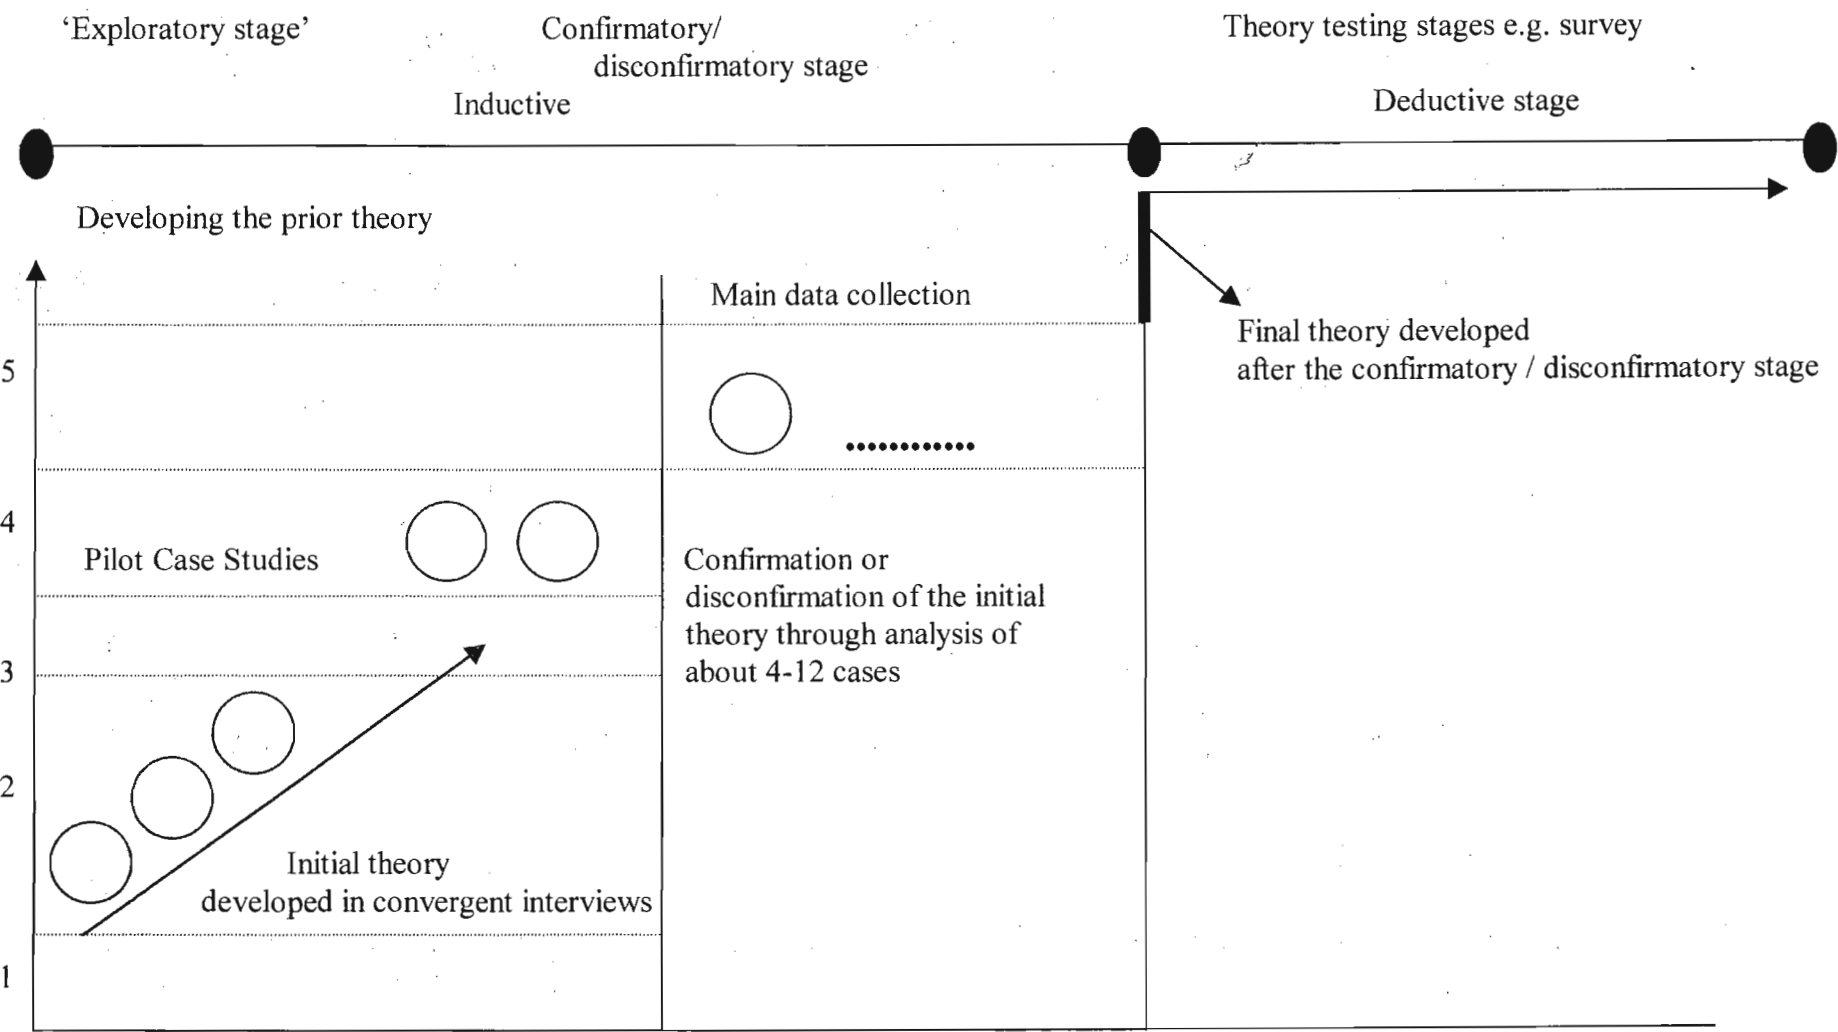 ‘Exploratory stage’
Confirmatory/
disconfirmatory stage
Theory testing stages e.g. survey
Inductive
Deductive stage
Developing the prior theory
Main data collection
Final theory developed
after the confirmatory / disconfirmatory stage
5
4
Pilot Case Studies
Confirmation or
disconfirmation of the initial
theory through analysis of
about 4-12 cases
3
2
Initial theory
developed in convergent interviews
1